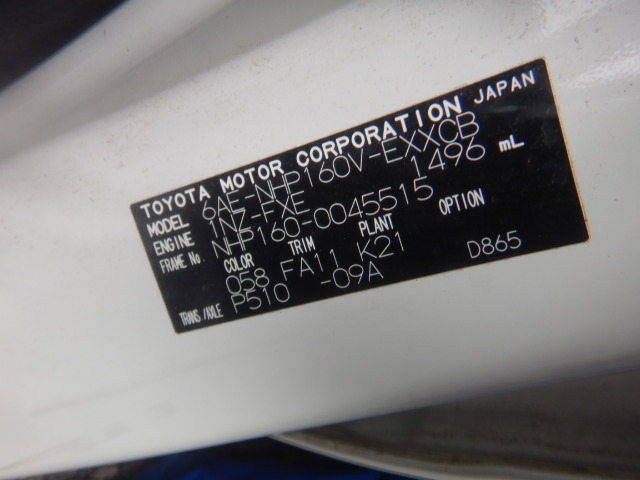 TOYOTA MOTOR CORPORATION JAPAN
MODEL 6AE-NHP160V-EXXCB
ENGINE 1NZ-FXE 1496 mL
FRAME No. NHP160-0045515
COLOR TRIM PLANT OPTION
058 FA11 K21 D865
TRANS./AXLE P510 -09A